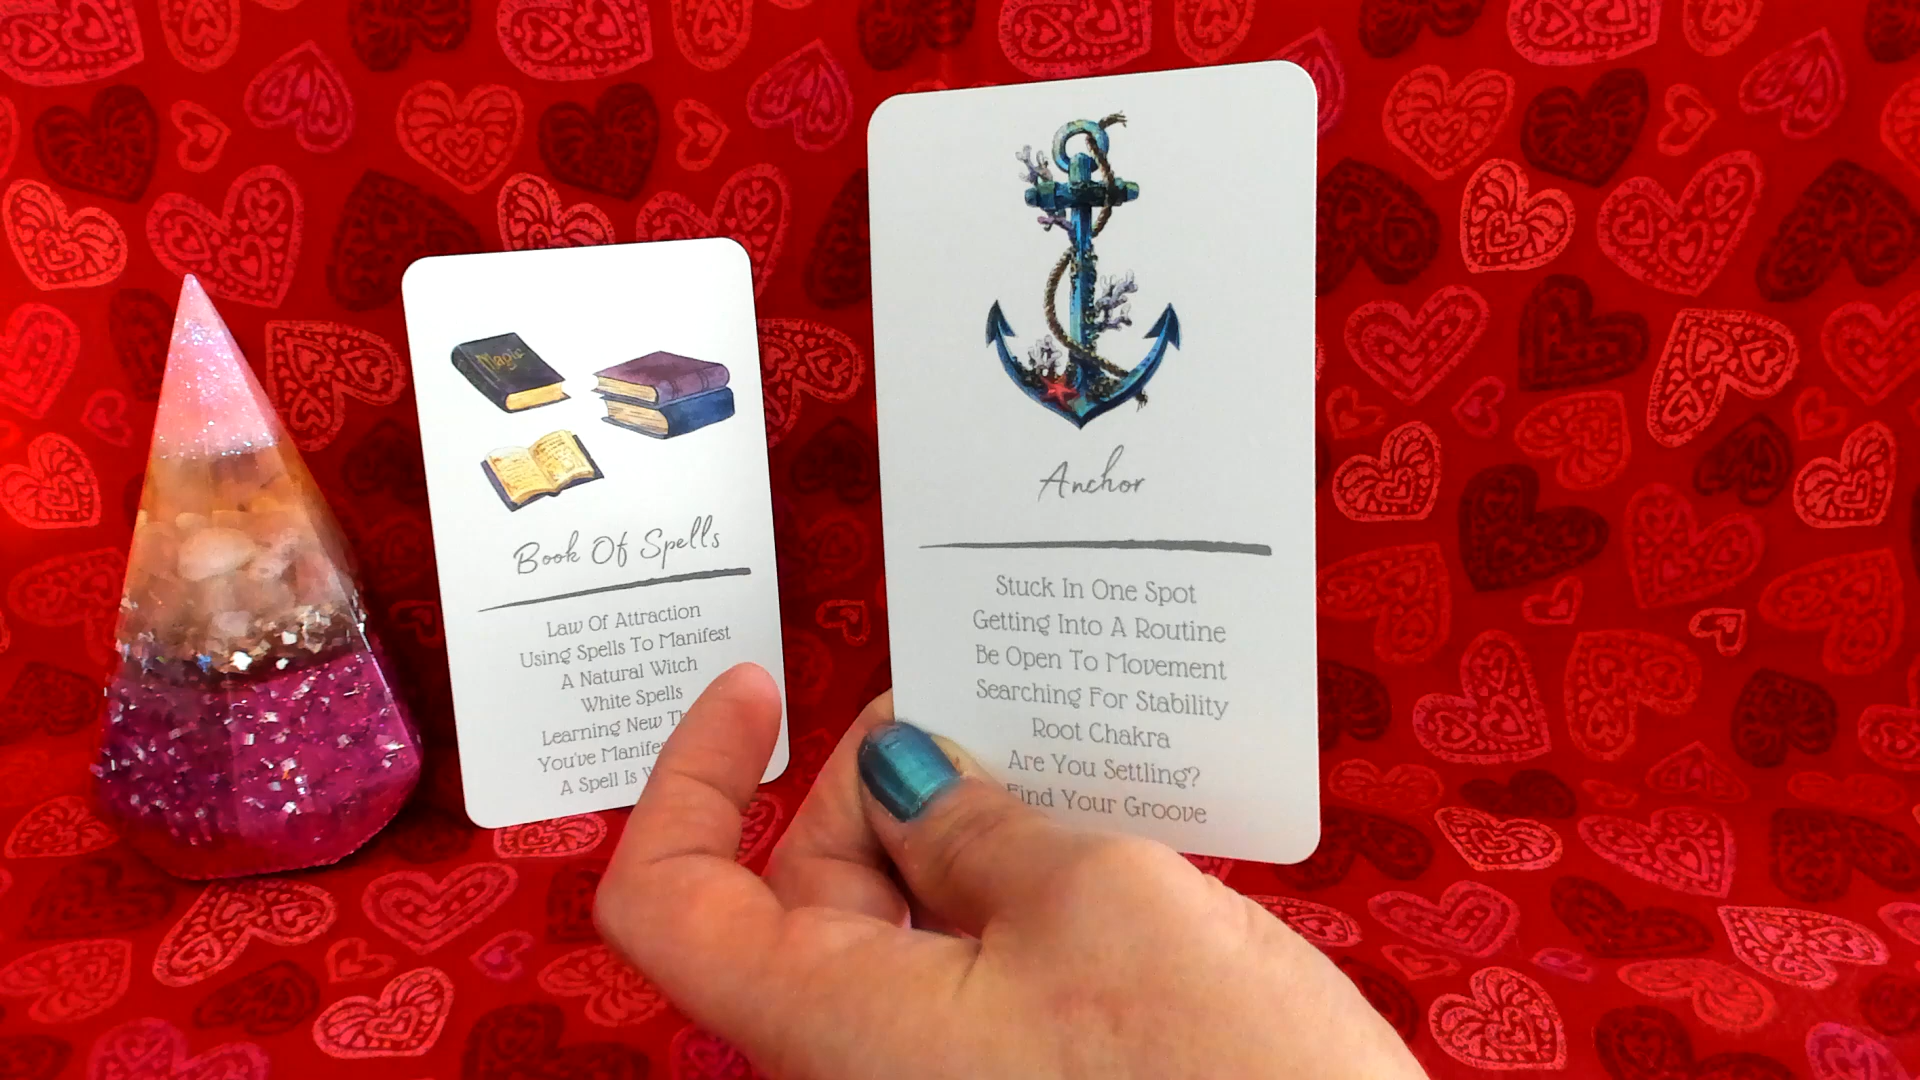 Magic
Book Of Spells
Law Of Attraction
Using Spells To Manifest
A Natural Witch
White Spells
Learning New
You've
A Spell Is
Anchor
Stuck In One Spot
Getting Into A Routine
Be Open To Movement
Searching For Stability
Root Chakra
Are You Settling?
Find Your Groove